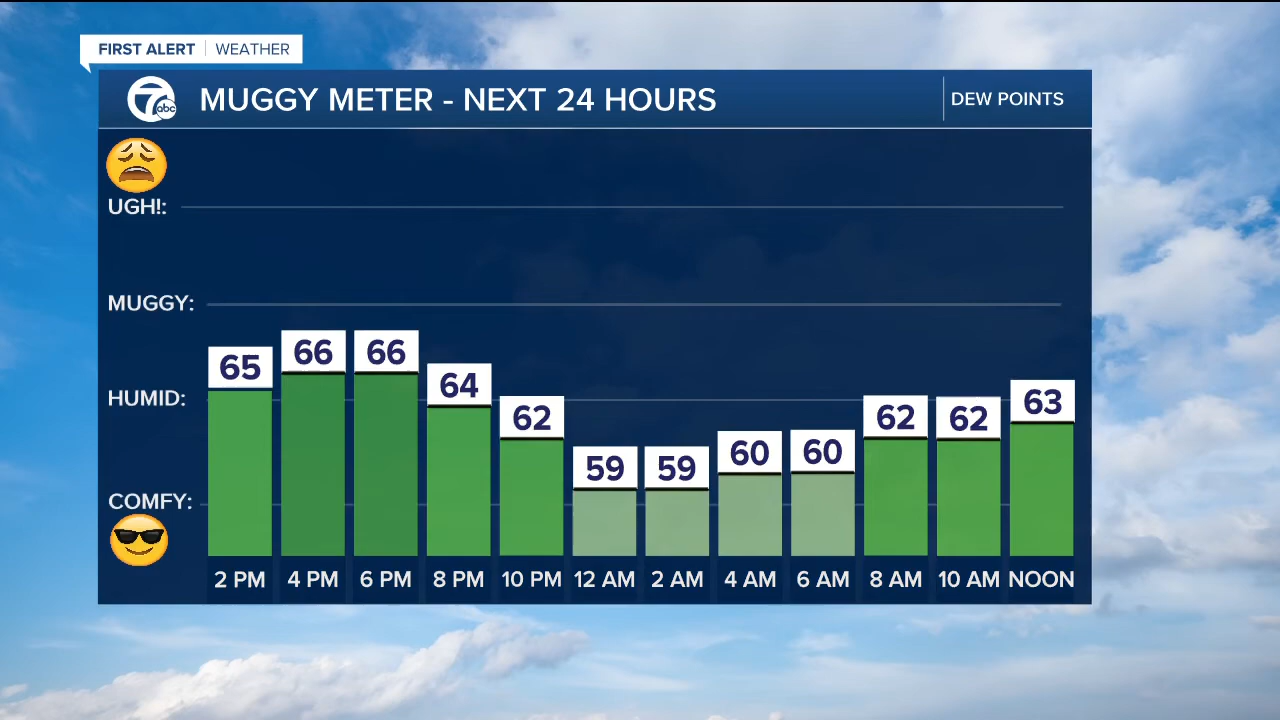 FIRST ALERT | WEATHER
7 abc MUGGY METER - NEXT 24 HOURS DEW POINTS
UGH!:
MUGGY:
HUMID:
COMFY:
65 66 66 64 62 59 59 60 60 62 62 63
2 PM 4 PM 6 PM 8 PM 10 PM 12 AM 2 AM 4 AM 6 AM 8 AM 10 AM NOON